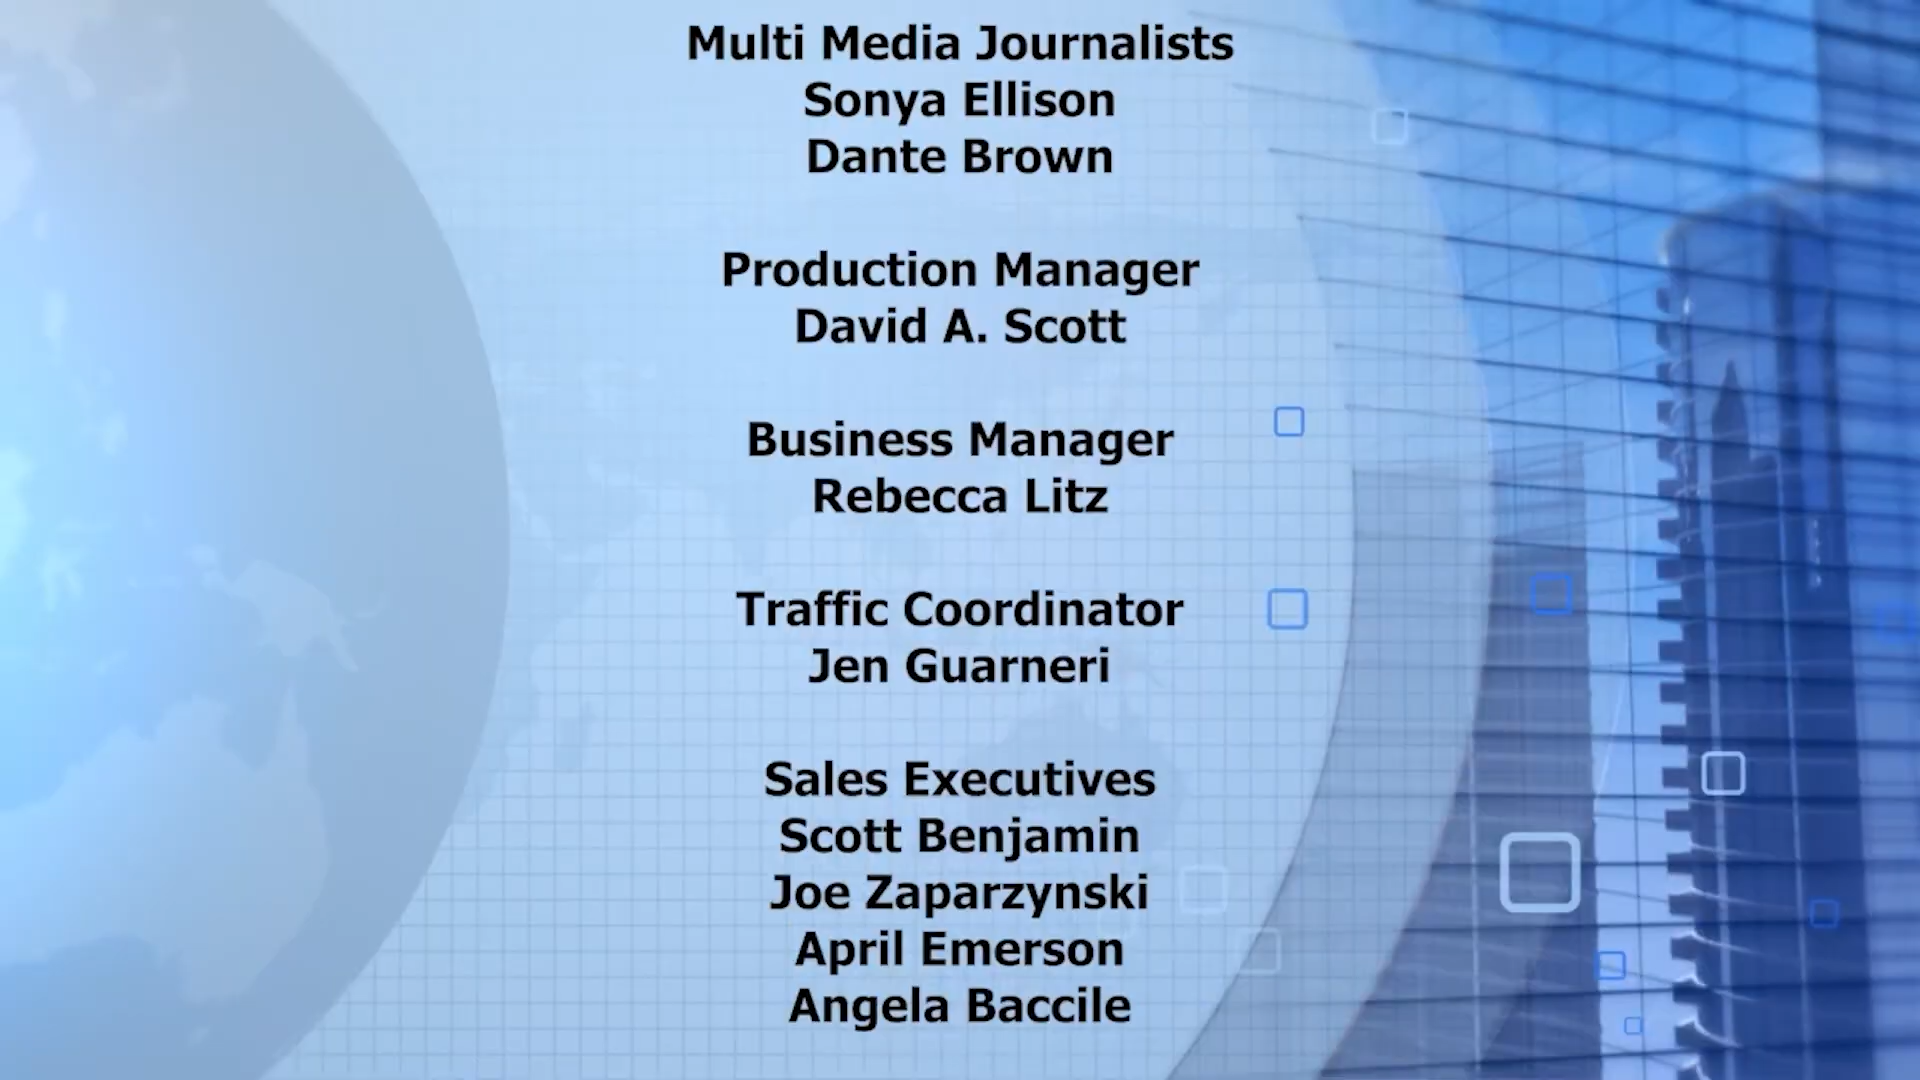 Multi Media Journalists
Sonya Ellison
Dante Brown
Production Manager
David A. Scott
Business Manager
Rebecca Litz
Traffic Coordinator
Jen Guarneri
Sales Executives
Scott Benjamin
Joe Zaparzynski
April Emerson
Angela Baccile